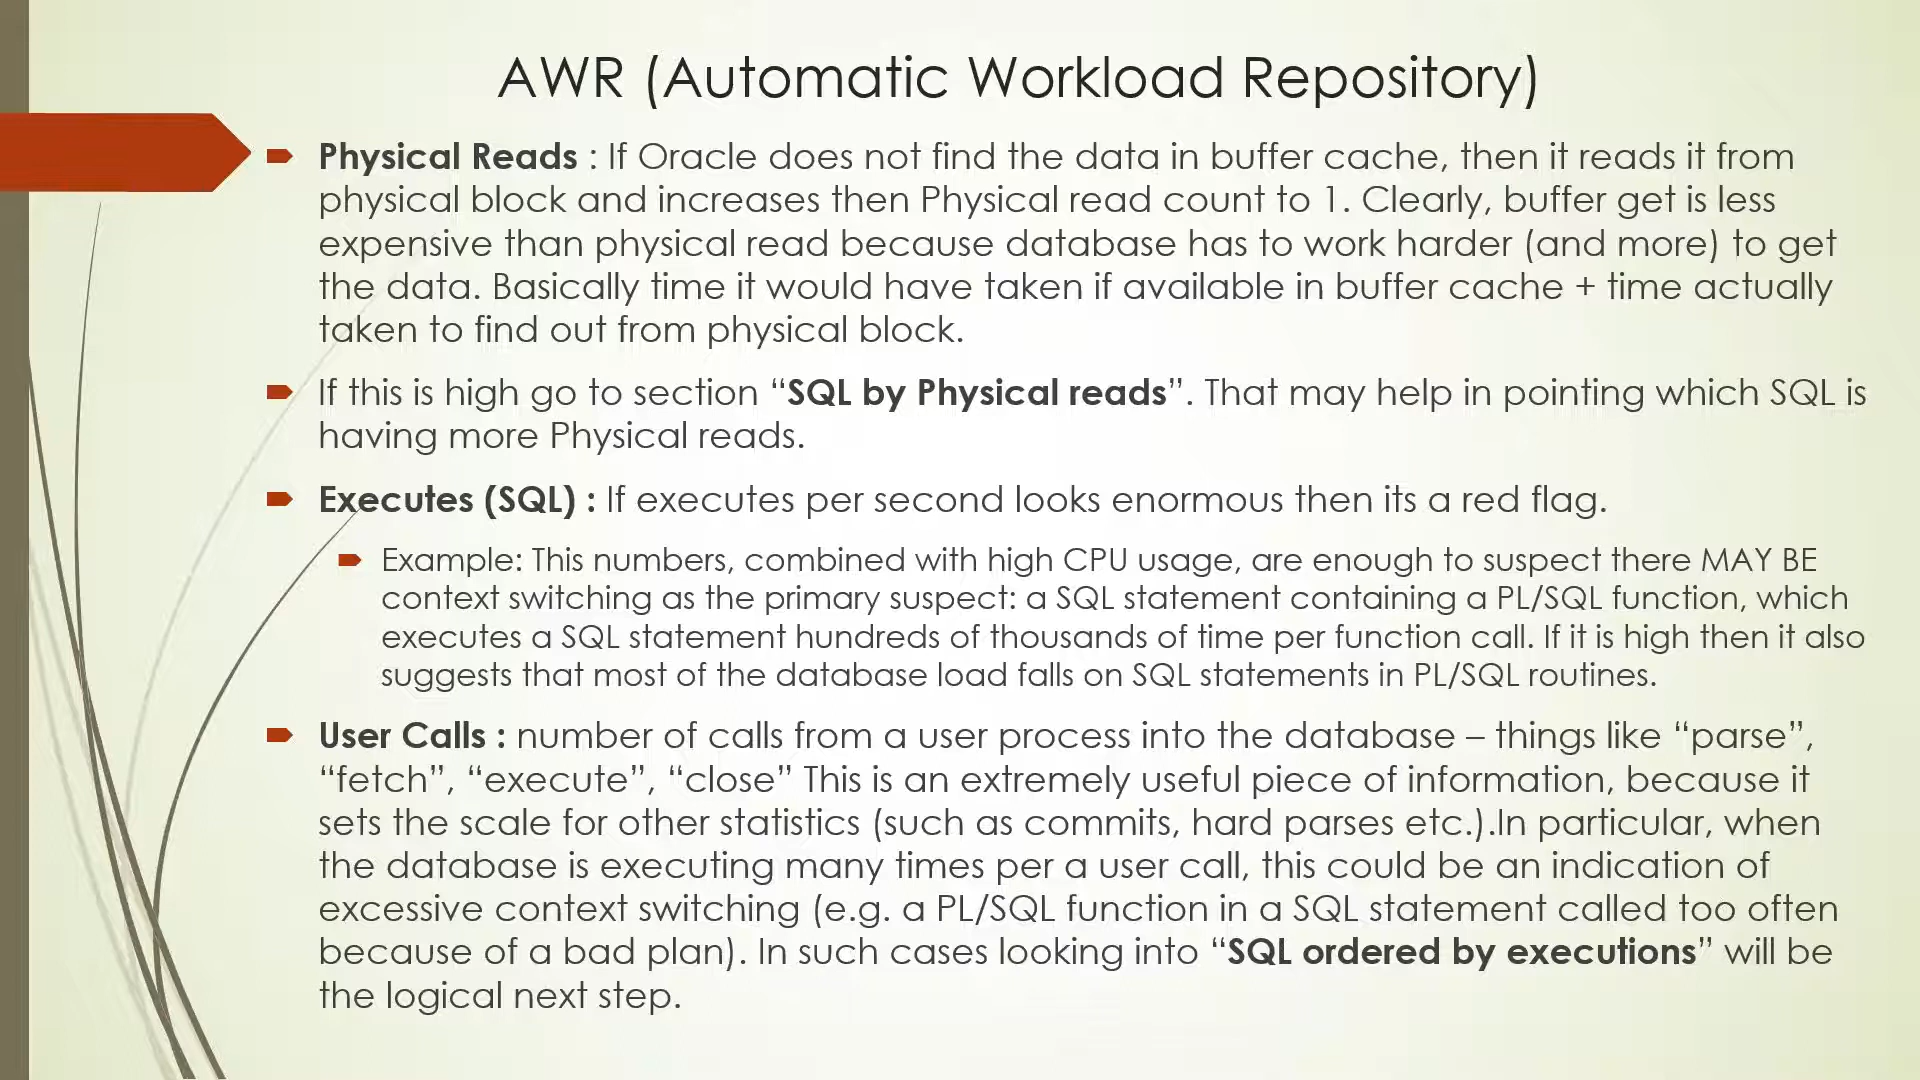 AWR (Automatic Workload Repository)
Physical Reads : If Oracle does not find the data in buffer cache, then it reads it from
physical block and increases then Physical read count to 1. Clearly, buffer get is less
expensive than physical read because database has to work harder (and more) to get
the data. Basically time it would have taken if available in buffer cache + time actually
taken to find out from physical block.
If this is high go to section “SQL by Physical reads”. That may help in pointing which SQL is
having more Physical reads.
Executes (SQL) : If executes per second looks enormous then its a red flag.
Example: This numbers, combined with high CPU usage, are enough to suspect there MAY BE
context switching as the primary suspect: a SQL statement containing a PL/SQL function, which
executes a SQL statement hundreds of thousands of time per function call. If it is high then it also
suggests that most of the database load falls on SQL statements in PL/SQL routines.
User Calls : number of calls from a user process into the database – things like “parse”,
“fetch”, “execute”, “close” This is an extremely useful piece of information, because it
sets the scale for other statistics (such as commits, hard parses etc.).In particular, when
the database is executing many times per a user call, this could be an indication of
excessive context switching (e.g. a PL/SQL function in a SQL statement called too often
because of a bad plan). In such cases looking into “SQL ordered by executions” will be
the logical next step.